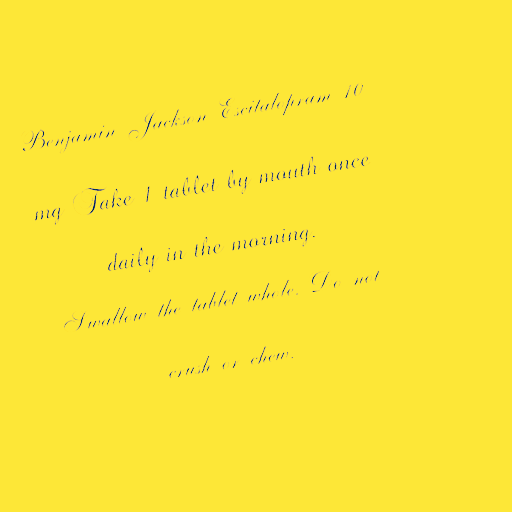 Benjamin Jackson Escitalopram 10
mg Take 1 tablet by mouth once
daily in the morning.
Swallow the tablet whole. Do not
crush or chew.